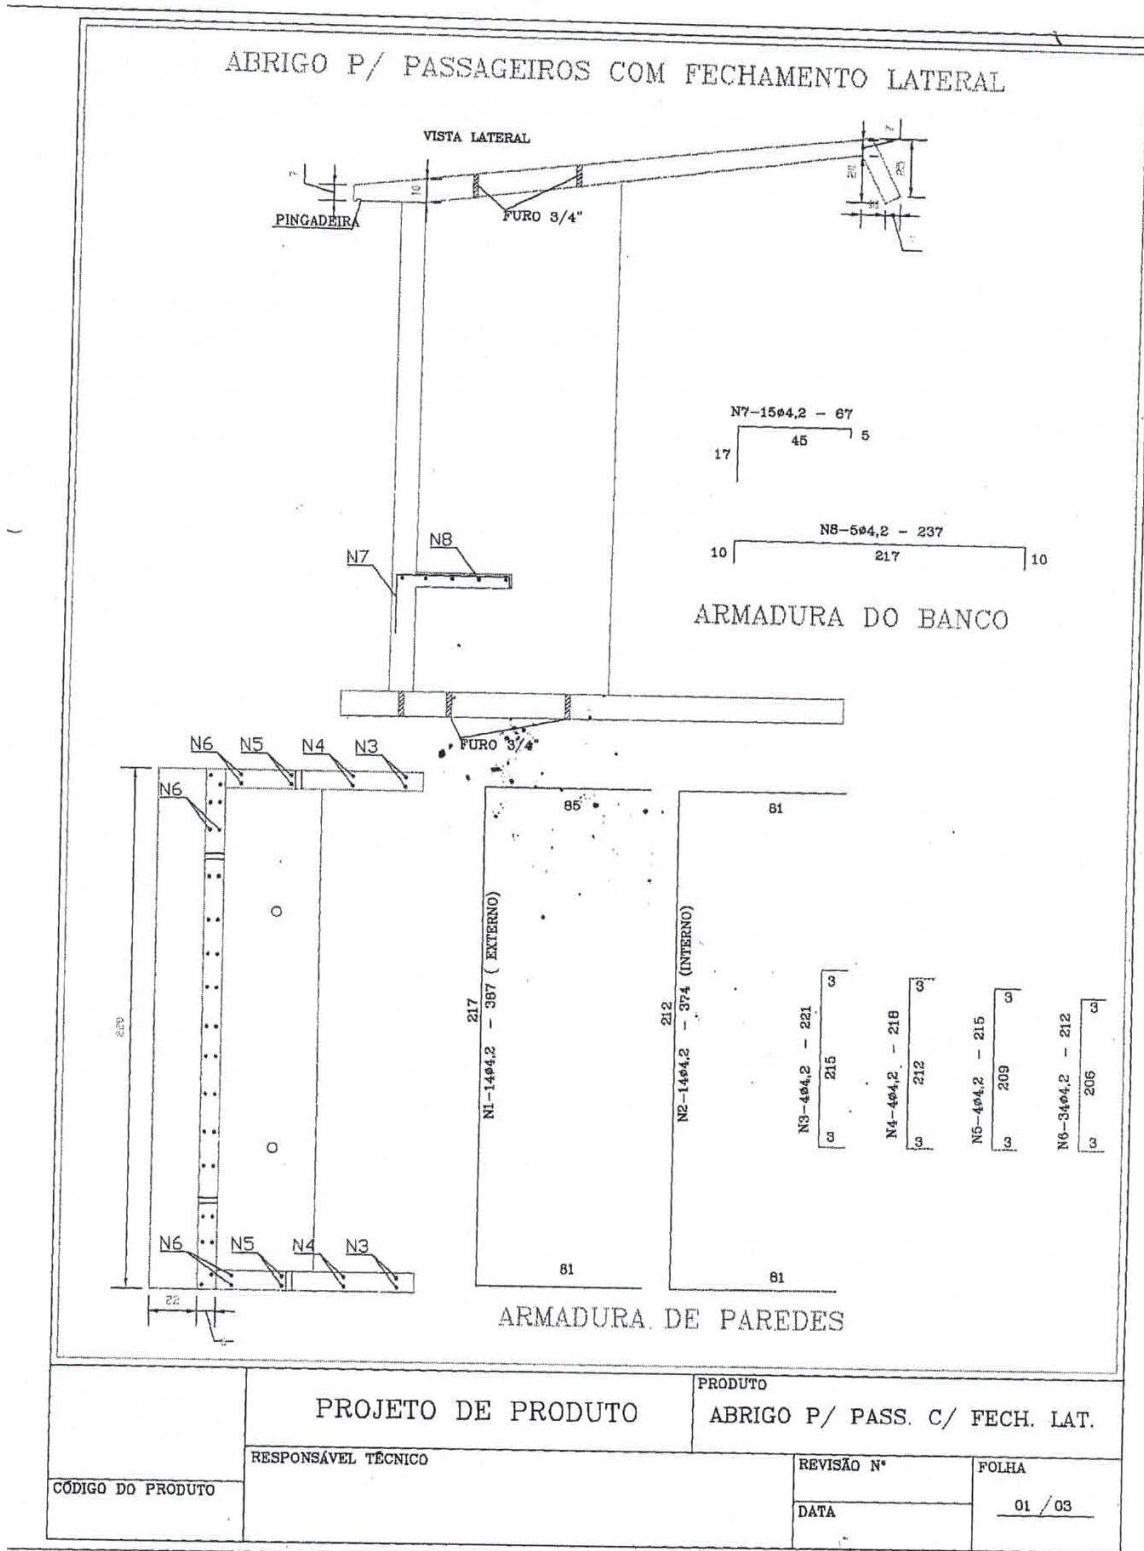 ABRIGO P/ PASSAGEIROS COM FECHAMENTO LATERAL
VISTA LATERAL
7
10
PINGADEIRA
FURO 3/4"
7
25
N7-15ø4,2 - 67
17
45
5
N8-5ø4,2 - 237
10
217
10
ARMADURA DO BANCO
N7
N8
FURO 3/4"
N6
N5
N4
N3
N6
220
22
N6
N5
N4
N3
85
217
N1-14ø4,2 - 387 ( EXTERNO)
81
81
212
N2-14ø4,2 - 374 (INTERNO)
81
N3-4ø4,2 - 221
3
215
3
N4-4ø4,2 - 218
3
212
3
N5-4ø4,2 - 215
3
209
3
N6-34ø4,2 - 212
3
206
3
ARMADURA DE PAREDES
PROJETO DE PRODUTO
PRODUTO
ABRIGO P/ PASS. C/ FECH. LAT.
CÓDIGO DO PRODUTO
RESPONSÁVEL TÉCNICO
REVISÃO Nº
DATA
FOLHA
01 / 03